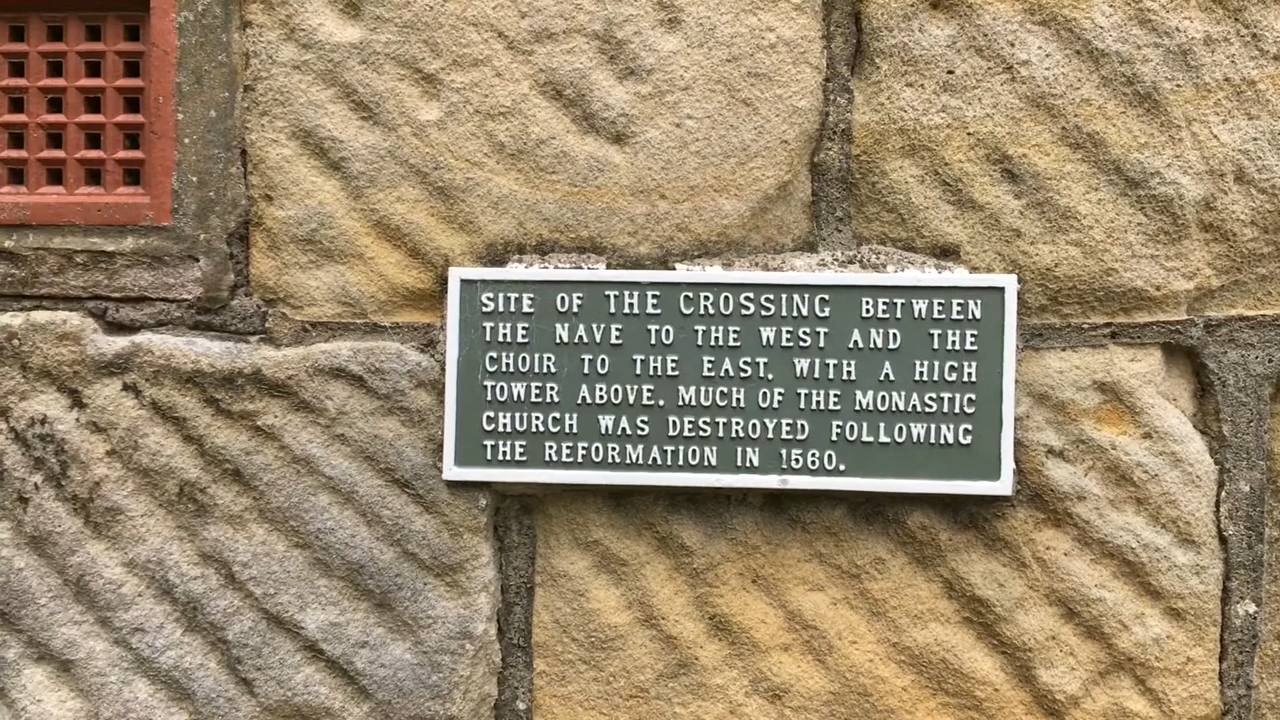 SITE OF THE CROSSING BETWEEN
THE NAVE TO THE WEST AND THE
CHOIR TO THE EAST, WITH A HIGH
TOWER ABOVE. MUCH OF THE MONASTIC
CHURCH WAS DESTROYED FOLLOWING
THE REFORMATION IN 1560.